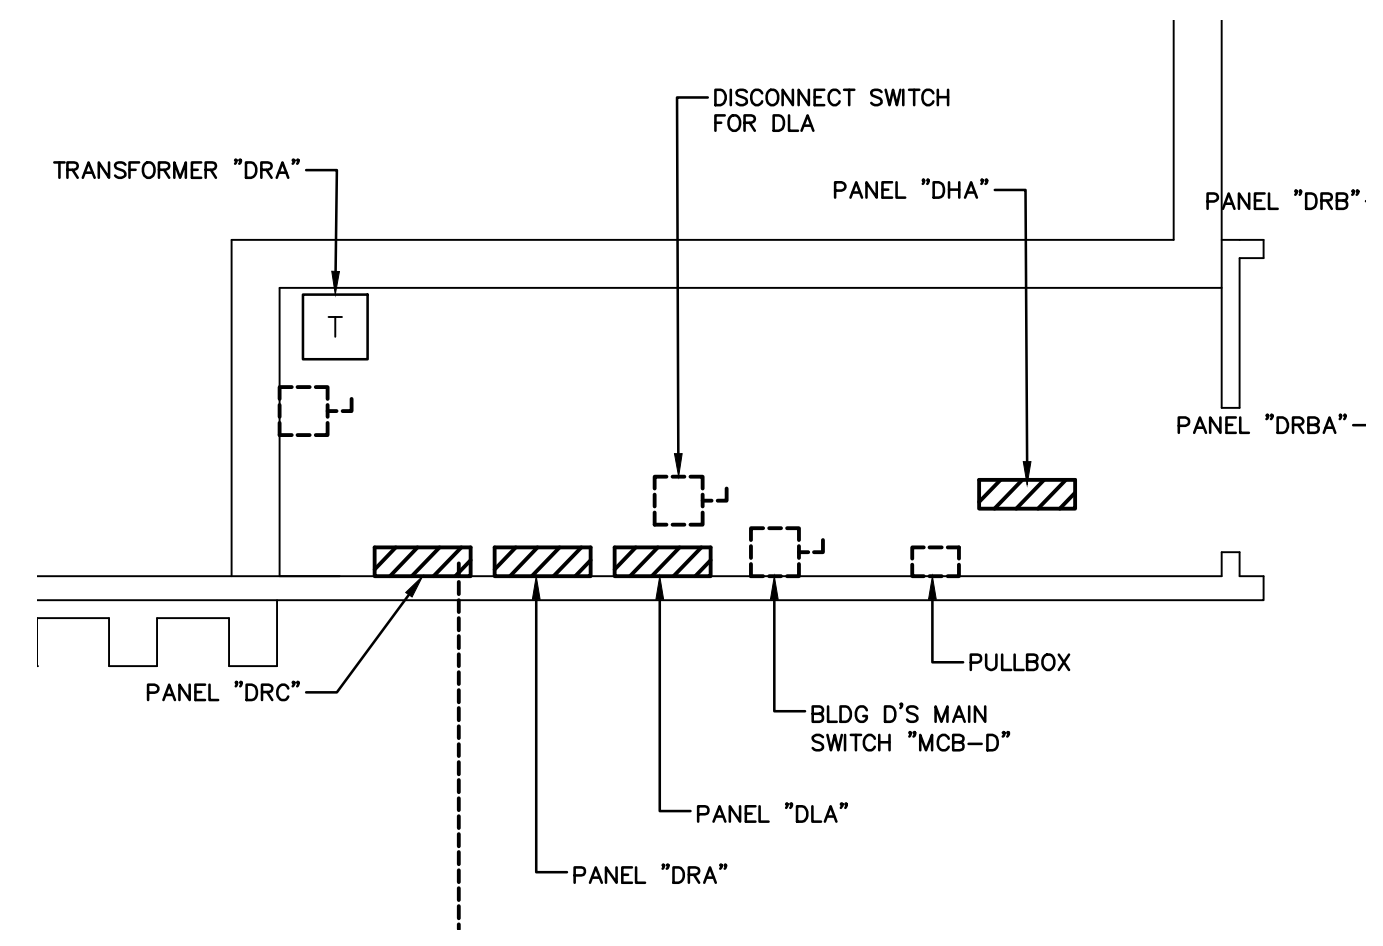 DISCONNECT SWITCH
FOR DLA
TRANSFORMER "DRA"
PANEL "DHA"
PANEL "DRB"
T
PANEL "DRBA"
PULLBOX
PANEL "DRC"
BLDG D'S MAIN
SWITCH "MCB-D"
PANEL "DLA"
PANEL "DRA"